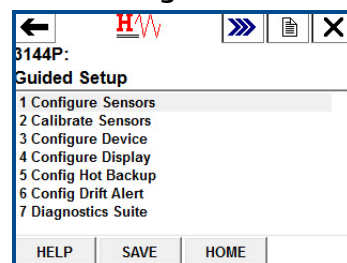 H
3144P:
Guided Setup
1 Configure Sensors
2 Calibrate Sensors
3 Configure Device
4 Configure Display
5 Config Hot Backup
6 Config Drift Alert
7 Diagnostics Suite
HELP SAVE HOME